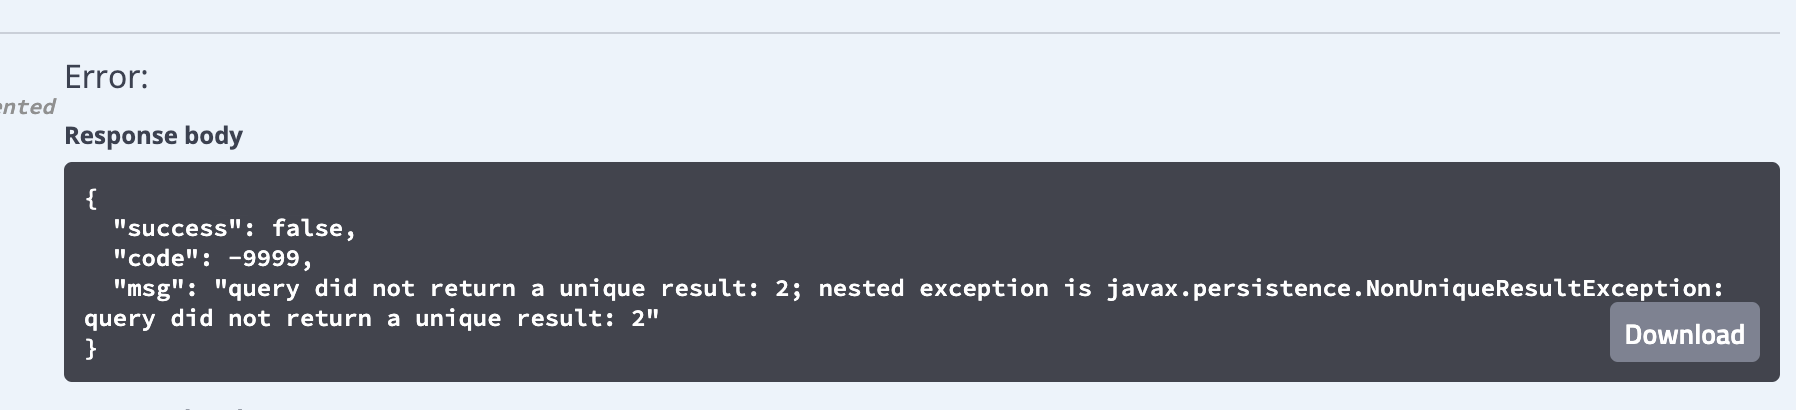 Error:
ented
Response body
{
  "success": false,
  "code": -9999,
  "msg": "query did not return a unique result: 2; nested exception is javax.persistence.NonUniqueResultException:
query did not return a unique result: 2"
}
Download